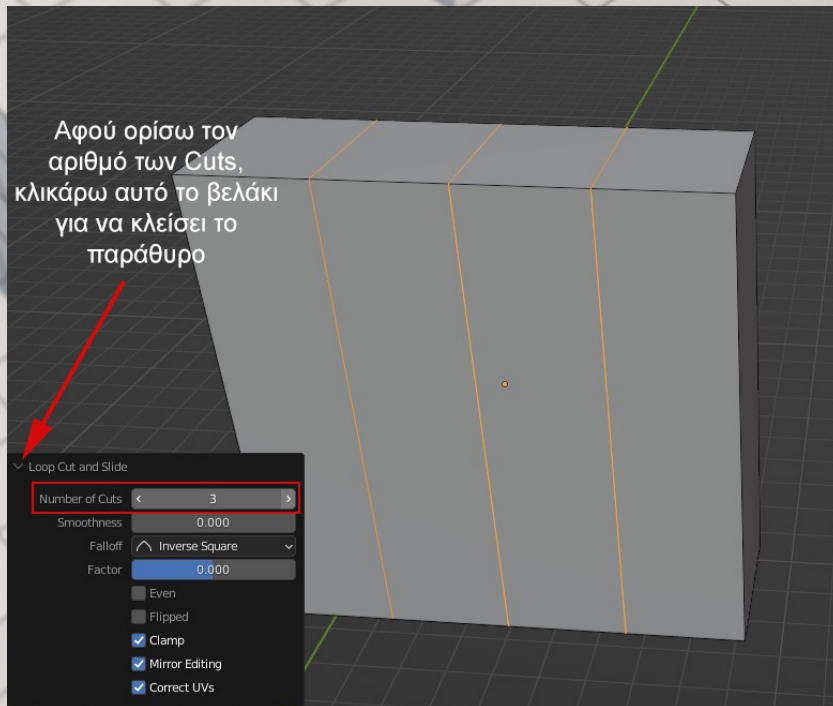 Αφού ορίσω τον
αριθμό των Cuts,
κλικάρω αυτό το βελάκι
για να κλείσει το
παράθυρο
Loop Cut and Slide
Number of Cuts 3
Smoothness 0.000
Falloff Inverse Square
Factor 0.000
Even
Flipped
Clamp
Mirror Editing
Correct UVs